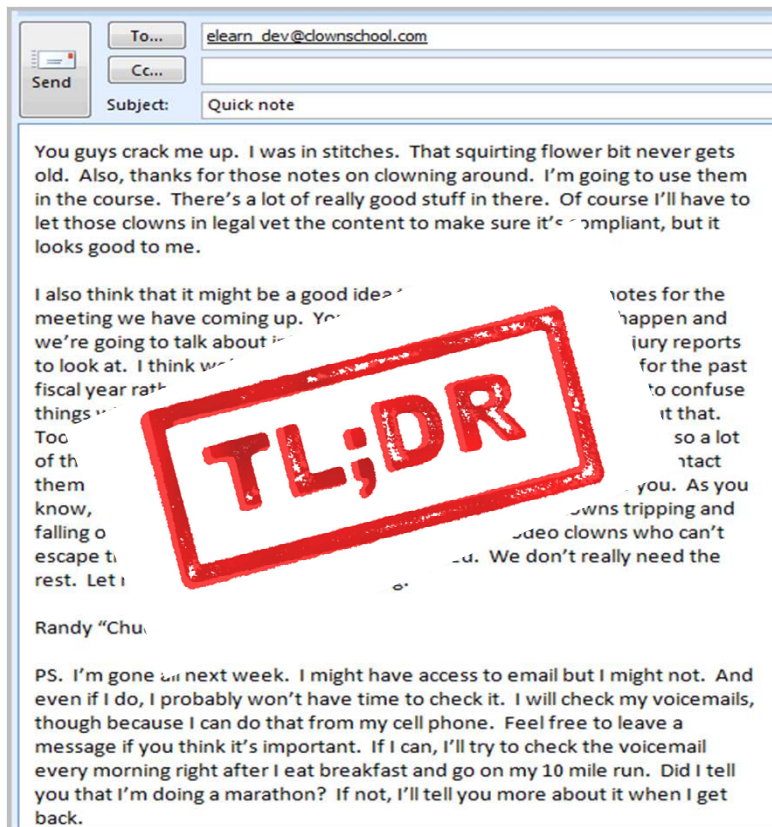 To...
elearn_dev@clownschool.com
Cc...
Send
Subject:
Quick note
You guys crack me up. I was in stitches. That squirting flower bit never gets
old. Also, thanks for those notes on clowning around. I'm going to use them
in the course. There's a lot of really good stuff in there. Of course I'll have to
let those clowns in legal vet the content to make sure it's compliant, but it
looks good to me.
I also think that it might be a good idea notes for the
meeting we have coming up. happen and
we're going to talk about injury reports
to look at. I think for the past
fiscal year to confuse
things that.
so a lot
of
them you. As you
know, clowns tripping and
falling rodeo clowns who can't
escape We don't really need the
rest. Let
TL;DR
Randy
PS. I'm gone next week. I might have access to email but I might not. And
even if I do, I probably won't have time to check it. I will check my voicemails,
though because I can do that from my cell phone. Feel free to leave a
message if you think it's important. If I can, I'll try to check the voicemail
every morning right after I eat breakfast and go on my 10 mile run. Did I tell
you that I'm doing a marathon? If not, I'll tell you more about it when I get
back.